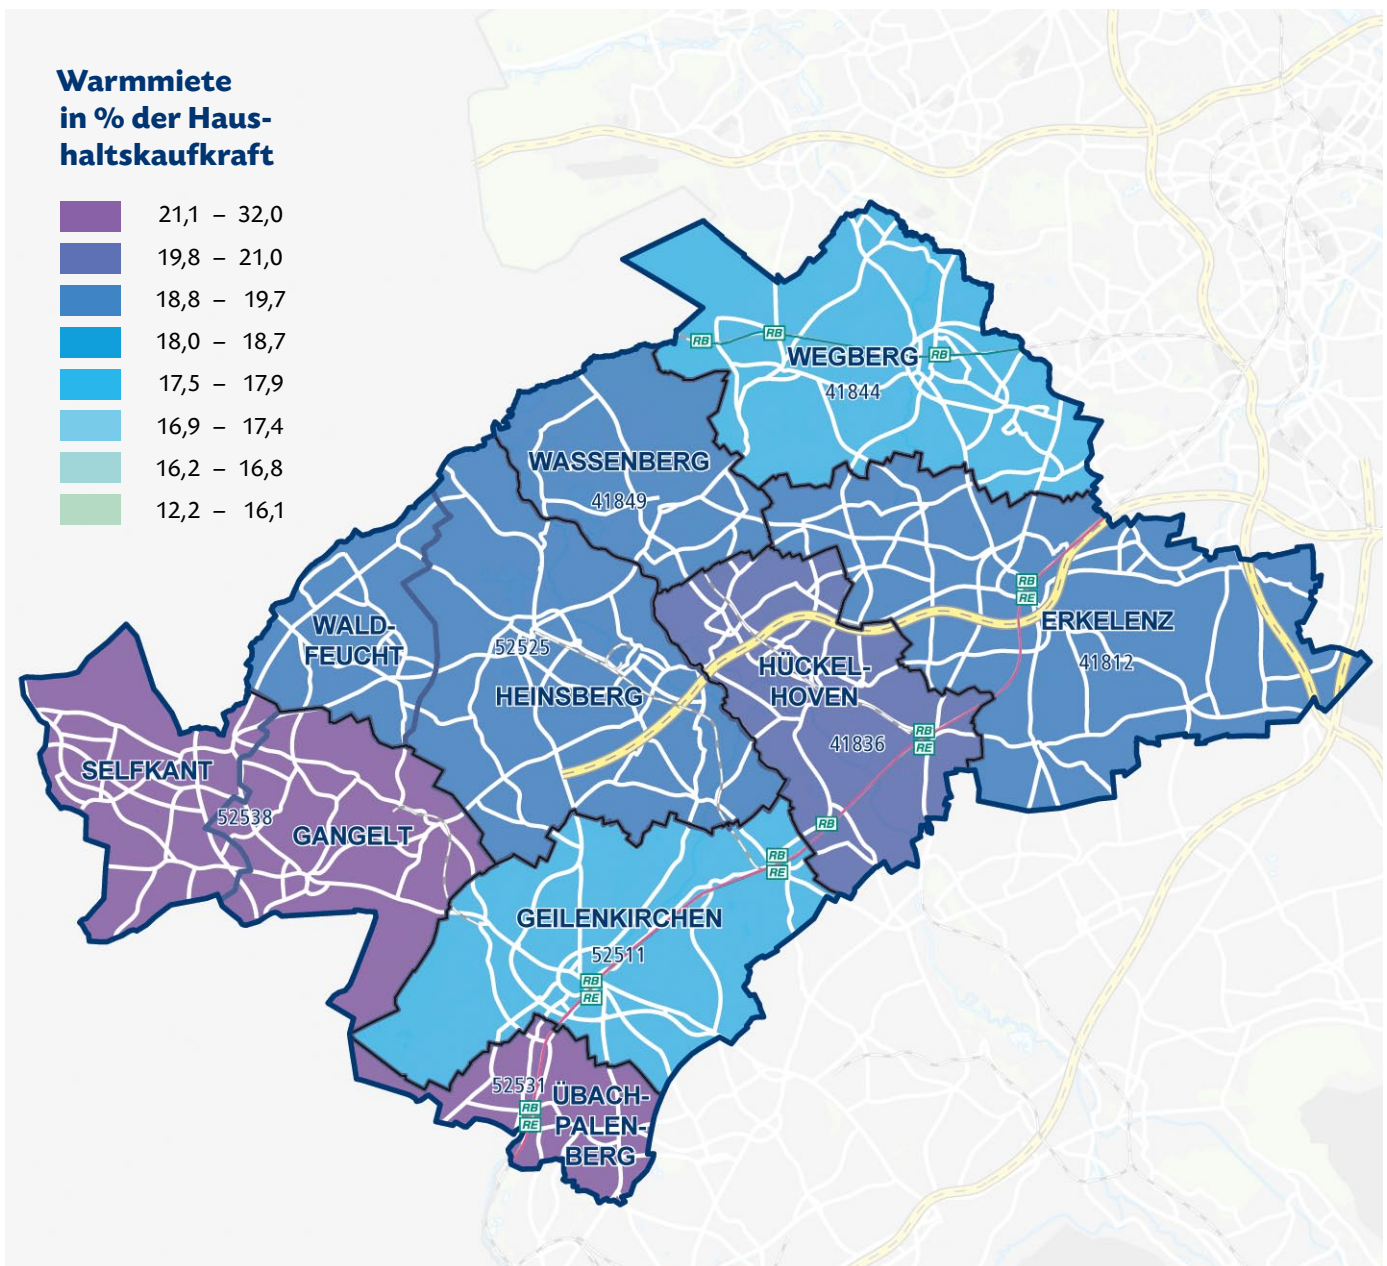 Warmmiete
in % der Haus-
haltskaufkraft
21,1 – 32,0
19,8 – 21,0
18,8 – 19,7
18,0 – 18,7
17,5 – 17,9
16,9 – 17,4
16,2 – 16,8
12,2 – 16,1
RB
RB
WEGBERG
RB
41844
WASSENBERG
41849
RB
RE
WALD-
FEUCHT
52525
HEINSBERG
HÜCKEL-
HOVEN
ERKELENZ
41812
41836
RB
RE
SELFKANT
52538
GANGELT
RB
RB
RE
GEILENKIRCHEN
52511
RB
RE
52531
ÜBACH-
PALEN-
BERG
RB
RE